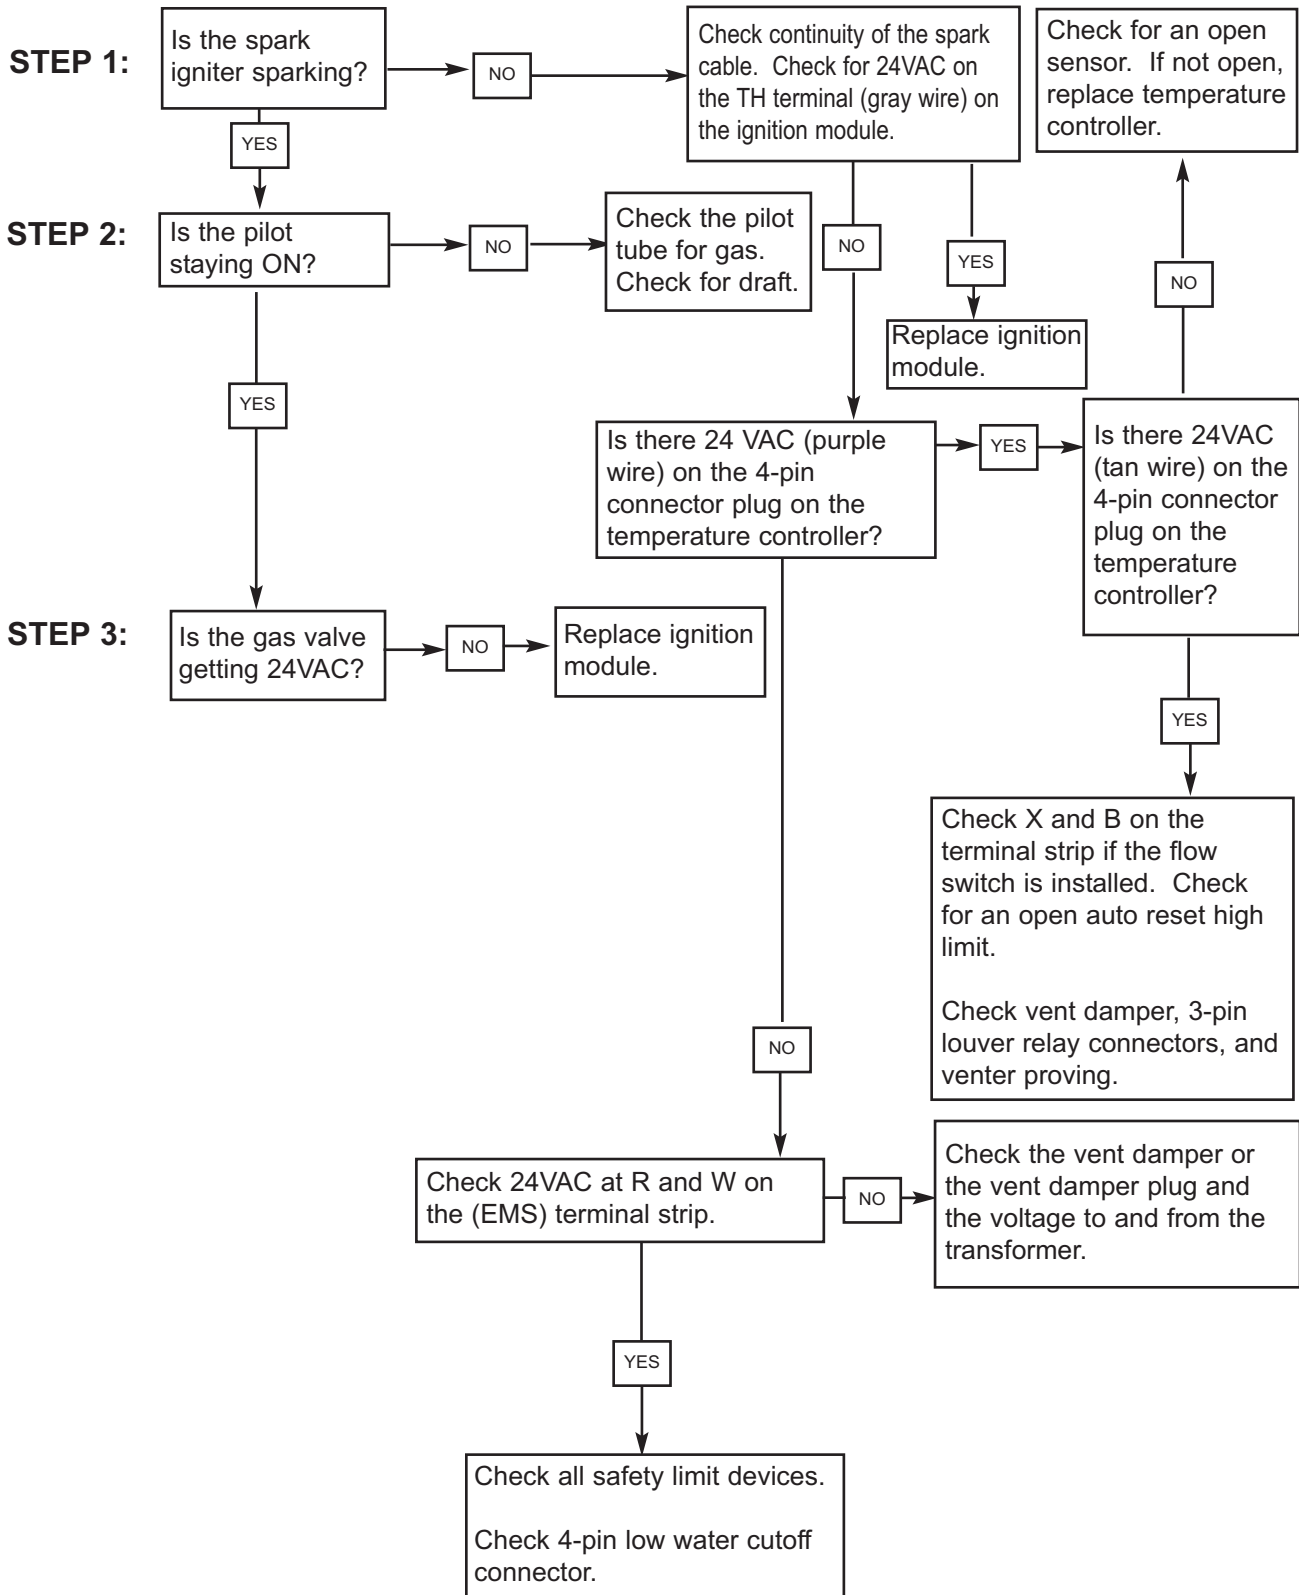 STEP 1:
Is the spark
igniter sparking?
NO
Check continuity of the spark
cable. Check for 24VAC on
the TH terminal (gray wire) on
the ignition module.
Check for an open
sensor. If not open,
replace temperature
controller.
YES
STEP 2:
Is the pilot
staying ON?
NO
Check the pilot
tube for gas.
Check for draft.
NO
YES
NO
Replace ignition
module.
YES
Is there 24 VAC (purple
wire) on the 4-pin
connector plug on the
temperature controller?
YES
Is there 24VAC
(tan wire) on the
4-pin connector
plug on the
temperature
controller?
STEP 3:
Is the gas valve
getting 24VAC?
NO
Replace ignition
module.
YES
Check X and B on the
terminal strip if the flow
switch is installed. Check
for an open auto reset high
limit.
Check vent damper, 3-pin
louver relay connectors, and
venter proving.
NO
Check 24VAC at R and W on
the (EMS) terminal strip.
NO
Check the vent damper or
the vent damper plug and
the voltage to and from the
transformer.
YES
Check all safety limit devices.
Check 4-pin low water cutoff
connector.